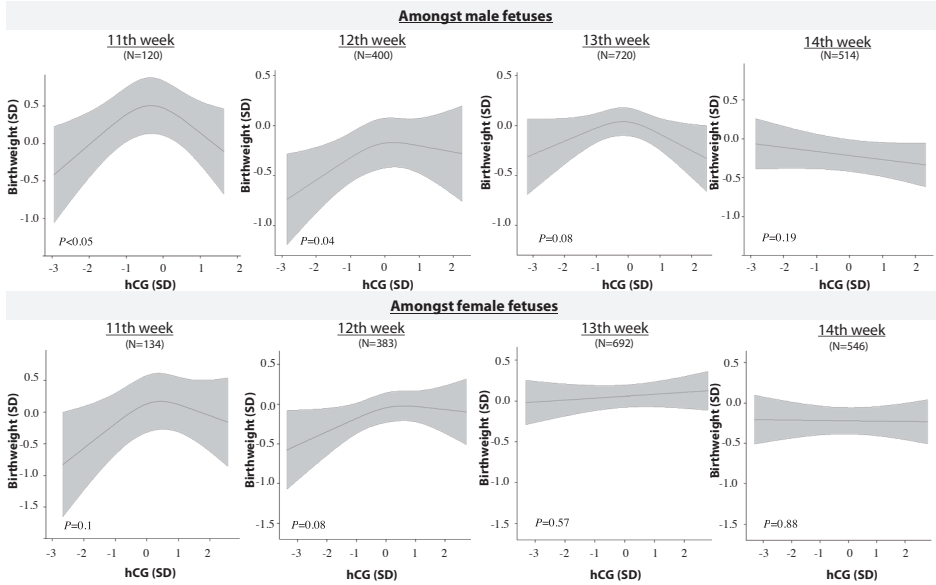 Amongst male fetuses
11th week
(N=120)
Birthweight (SD)
0.5
0.0
-0.5
-1.0
P<0.05
-3 -2 -1 0 1 2
hCG (SD)
12th week
(N=400)
Birthweight (SD)
0.5
0.0
-0.5
-1.0
P=0.04
-3 -2 -1 0 1 2
hCG (SD)
13th week
(N=720)
Birthweight (SD)
0.5
0.0
-0.5
-1.0
P=0.08
-3 -2 -1 0 1 2
hCG (SD)
14th week
(N=514)
Birthweight (SD)
0.5
0.0
-0.5
-1.0
P=0.19
-3 -2 -1 0 1 2
hCG (SD)
Amongst female fetuses
11th week
(N=134)
Birthweight (SD)
0.5
0.0
-0.5
-1.0
-1.5
P=0.1
-3 -2 -1 0 1 2
hCG (SD)
12th week
(N=383)
Birthweight (SD)
0.5
0.0
-0.5
-1.0
-1.5
P=0.08
-3 -2 -1 0 1 2
hCG (SD)
13th week
(N=692)
Birthweight (SD)
0.5
0.0
-0.5
-1.0
-1.5
P=0.57
-3 -2 -1 0 1 2
hCG (SD)
14th week
(N=546)
Birthweight (SD)
0.5
0.0
-0.5
-1.0
-1.5
P=0.88
-3 -2 -1 0 1 2
hCG (SD)